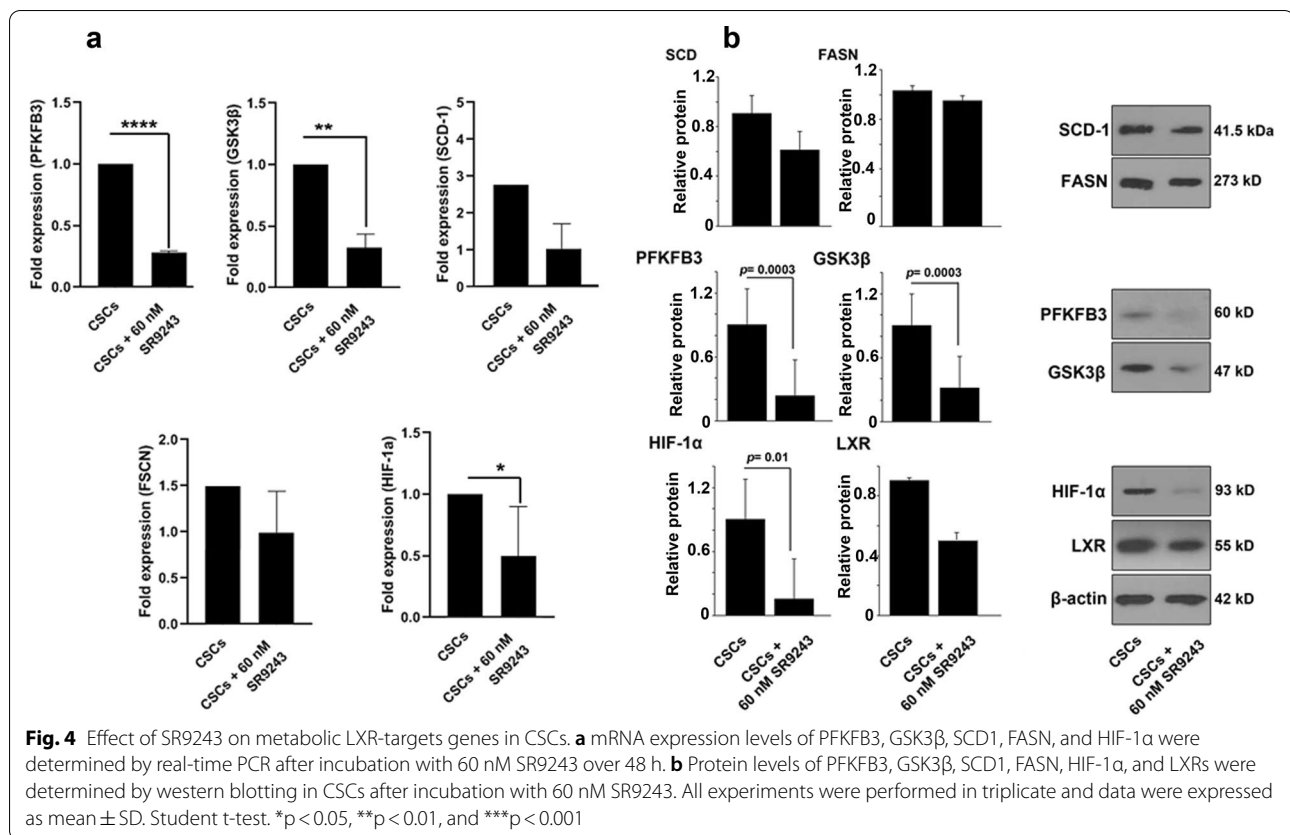 a
Fold expression (PFKFB3)
1.5
1.0
0.5
0.0
****
CSCs
CSCs + 60 nM
SR9243
Fold expression (GSK3β)
1.5
1.0
0.5
0.0
**
CSCs
CSCs + 60 nM
SR9243
Fold expression (SCD-1)
5
4
3
2
1
0
CSCs
CSCs + 60 nM
SR9243
Fold expression (FSCN)
2.0
1.5
1.0
1.5
0.0
CSCs
CSCs + 60 nM
SR9243
Fold expression (HIF-1a)
1.5
1.0
0.5
0.0
*
CSCs
CSCs + 60 nM
SR9243
b
SCD
Relative protein
1.2
0.8
0.4
0
FASN
Relative protein
1.2
0.8
0.4
0
SCD-1
41.5 kDa
FASN
273 kD
PFKFB3
Relative protein
1.2
0.6
0
p= 0.0003
GSK3β
Relative protein
1.2
0.6
0
p= 0.0003
PFKFB3
60 kD
GSK3β
47 kD
HIF-1α
Relative protein
1.2
0.6
0
p= 0.01
CSCs
CSCs +
60 nM SR9243
LXR
Relative protein
0.8
0.4
0
CSCs
CSCs +
60 nM SR9243
HIF-1α
93 kD
LXR
55 kD
β-actin
42 kD
CSCs
CSCs +
60 nM SR9243
Fig. 4 Effect of SR9243 on metabolic LXR-targets genes in CSCs. a mRNA expression levels of PFKFB3, GSK3β, SCD1, FASN, and HIF-1α were
determined by real-time PCR after incubation with 60 nM SR9243 over 48 h. b Protein levels of PFKFB3, GSK3β, SCD1, FASN, HIF-1α, and LXRs were
determined by western blotting in CSCs after incubation with 60 nM SR9243. All experiments were performed in triplicate and data were expressed
as mean ± SD. Student t-test. *p < 0.05, **p < 0.01, and ***p < 0.001